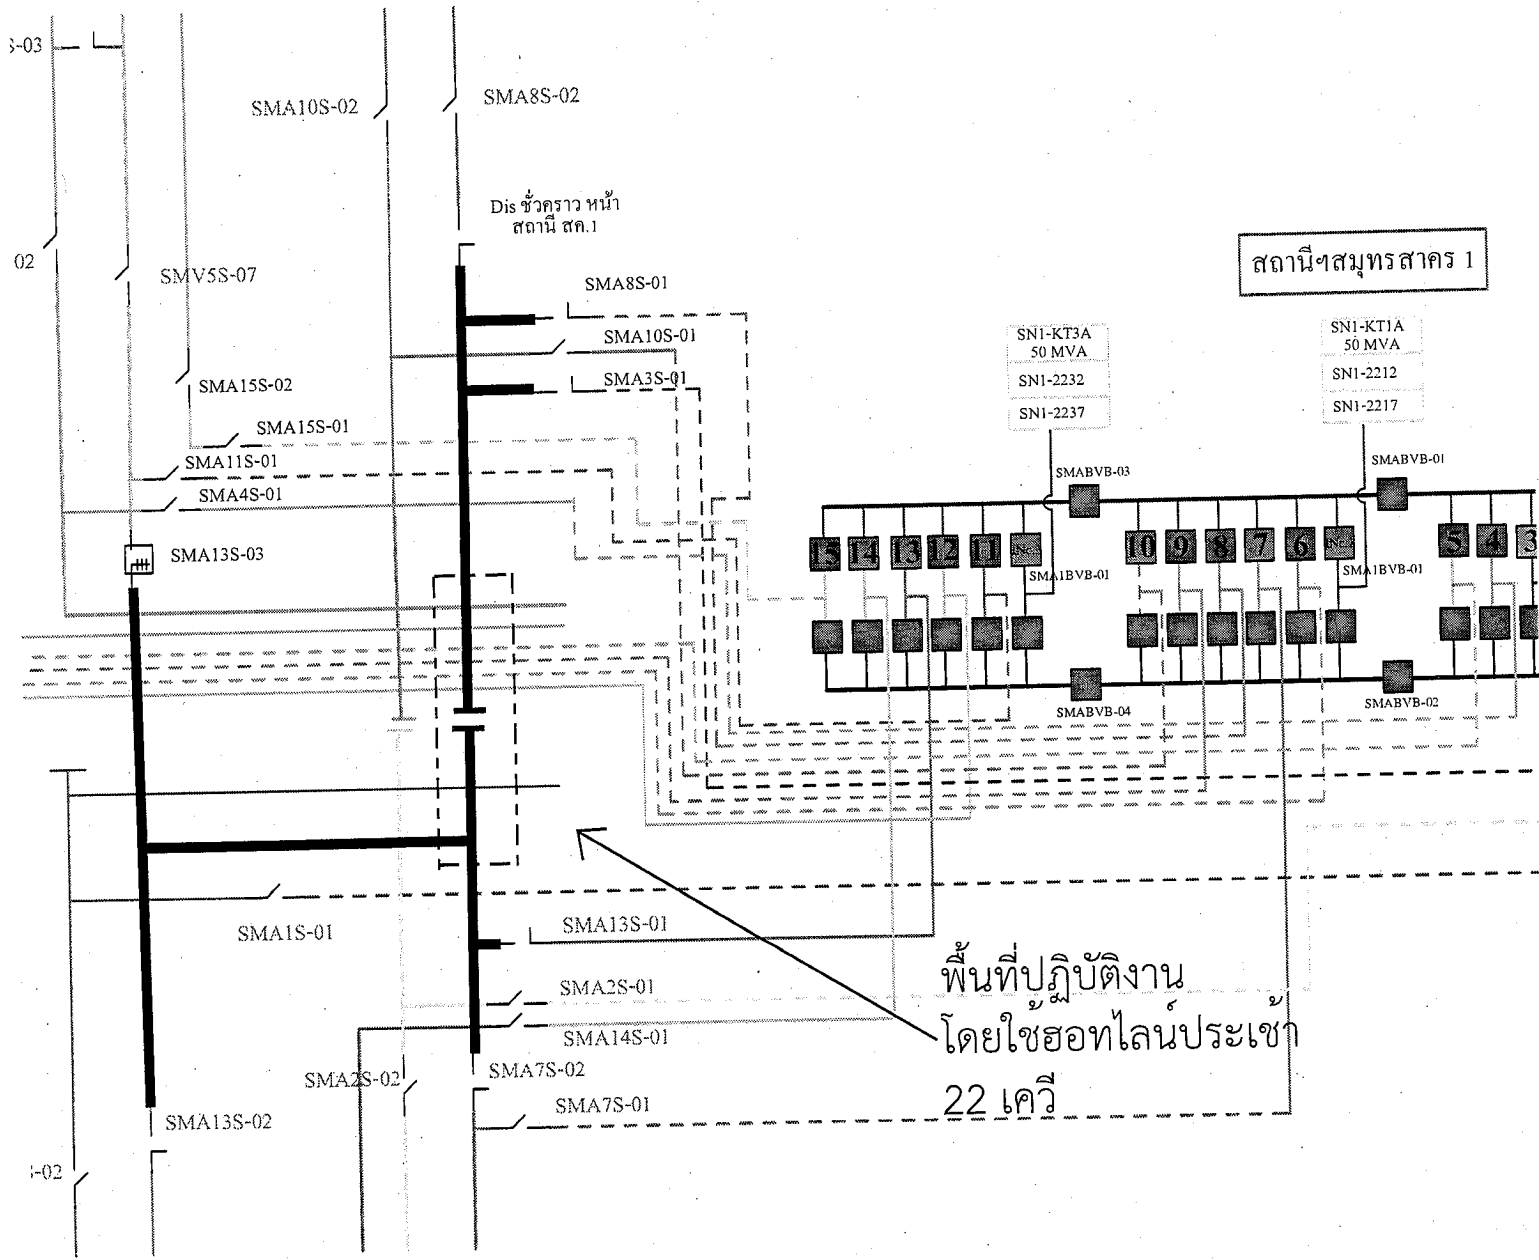 S-03
SMA10S-02
SMA8S-02
Dis ชั่วคราว หน้า
สถานี สค.1
02
SMV5S-07
สถานีฯสมุทรสาคร 1
SMA8S-01
SMA10S-01
SMA3S-01
SN1-KT3A
50 MVA
SN1-2232
SN1-2237
SN1-KT1A
50 MVA
SN1-2212
SN1-2217
SMA15S-02
SMA15S-01
SMA11S-01
SMA4S-01
SMABVB-03
SMABVB-01
SMA13S-03
15 14 13 12 11
10 9 8 7 6
5 4 3
SMA1BVB-01
SMA1BVB-01
SMABVB-04
SMABVB-02
SMA1S-01
SMA13S-01
SMA2S-01
SMA14S-01
พื้นที่ปฏิบัติงาน
โดยใช้ฮอทไลน์ประเช้า
22 เควี
SMA2S-02
SMA7S-02
SMA7S-01
SMA13S-02
-02